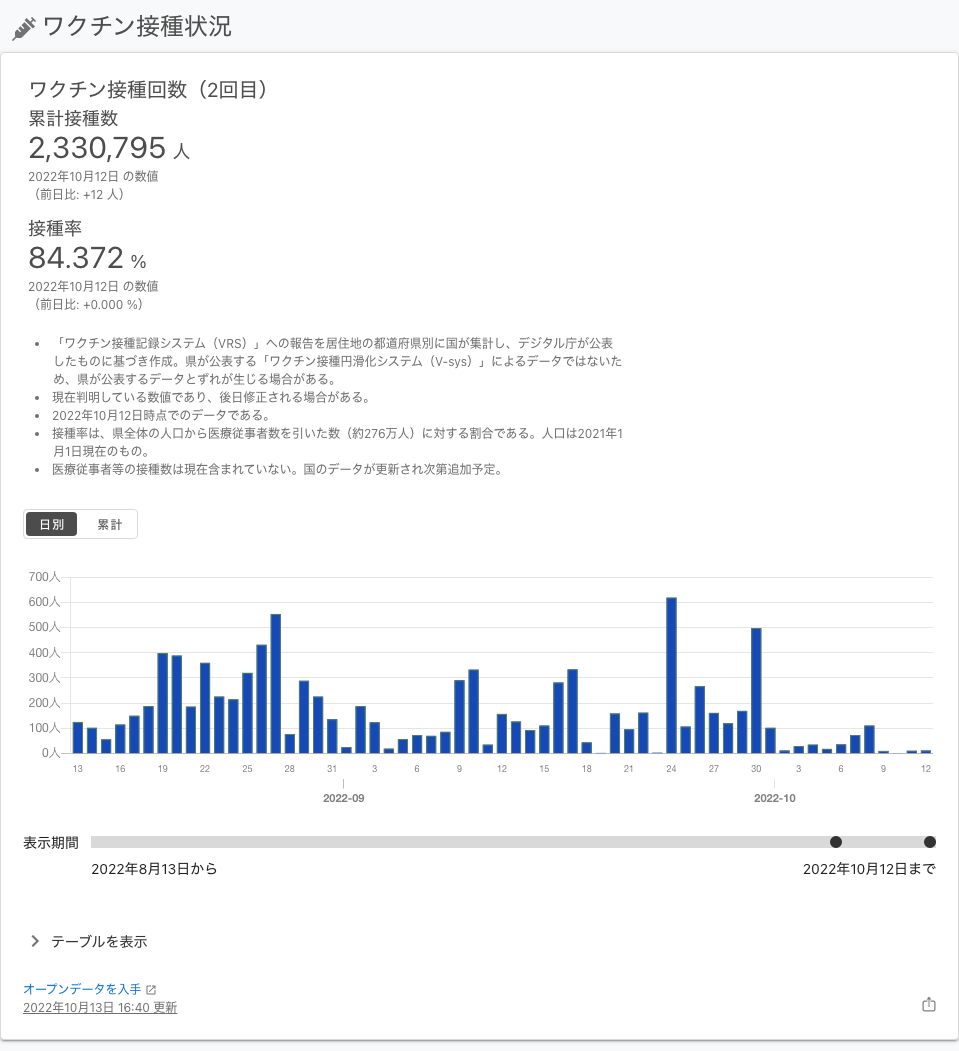 ワクチン接種状況
ワクチン接種回数（2回目）
累計接種数
2,330,795 人
2022年10月12日 の数値
（前日比: +12 人）
接種率
84.372 %
2022年10月12日 の数値
（前日比: +0.000 %）
• 「ワクチン接種記録システム（VRS）」への報告を居住地の都道府県別に国が集計し、デジタル庁が公表
したものに基づき作成。県が公表する「ワクチン接種円滑化システム（V-sys）」によるデータではないた
め、県が公表するデータとずれが生じる場合がある。
• 現在判明している数値であり、後日修正される場合がある。
• 2022年10月12日時点でのデータである。
• 接種率は、県全体の人口から医療従事者数を引いた数（約276万人）に対する割合である。人口は2021年1
月1日現在のもの。
• 医療従事者等の接種数は現在含まれていない。国のデータが更新され次第追加予定。
日別 累計
700人
600人
500人
400人
300人
200人
100人
0人
13 16 19 22 25 28 31 3 6 9 12 15 18 21 24 27 30 3 6 9 12
2022-09 2022-10
表示期間
2022年8月13日から 2022年10月12日まで
テーブルを表示
オープンデータを入手
2022年10月13日 16:40 更新